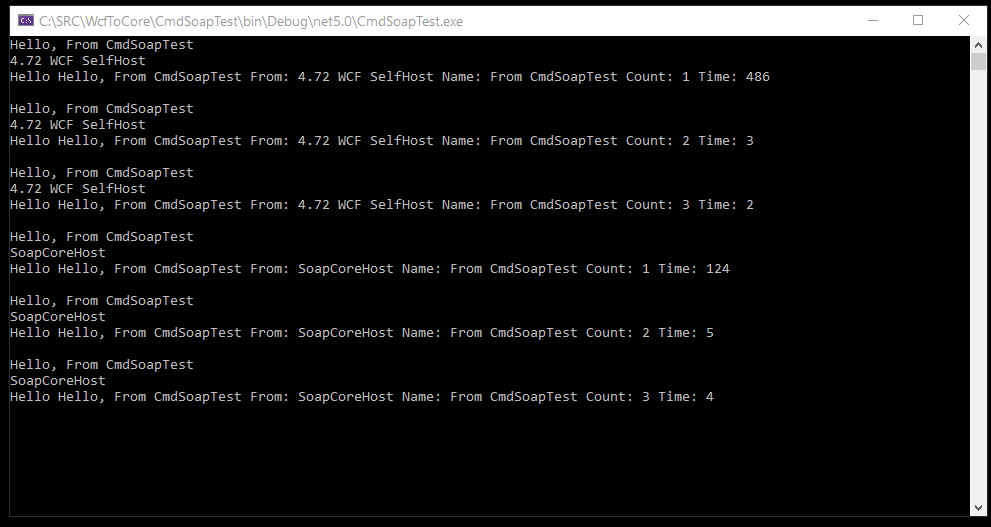 C:\SRC\WcfToCore\CmdSoapTest\bin\Debug\net5.0\CmdSoapTest.exe
Hello, From CmdSoapTest
4.72 WCF SelfHost
Hello Hello, From CmdSoapTest From: 4.72 WCF SelfHost Name: From CmdSoapTest Count: 1 Time: 486
Hello, From CmdSoapTest
4.72 WCF SelfHost
Hello Hello, From CmdSoapTest From: 4.72 WCF SelfHost Name: From CmdSoapTest Count: 2 Time: 3
Hello, From CmdSoapTest
4.72 WCF SelfHost
Hello Hello, From CmdSoapTest From: 4.72 WCF SelfHost Name: From CmdSoapTest Count: 3 Time: 2
Hello, From CmdSoapTest
SoapCoreHost
Hello Hello, From CmdSoapTest From: SoapCoreHost Name: From CmdSoapTest Count: 1 Time: 124
Hello, From CmdSoapTest
SoapCoreHost
Hello Hello, From CmdSoapTest From: SoapCoreHost Name: From CmdSoapTest Count: 2 Time: 5
Hello, From CmdSoapTest
SoapCoreHost
Hello Hello, From CmdSoapTest From: SoapCoreHost Name: From CmdSoapTest Count: 3 Time: 4